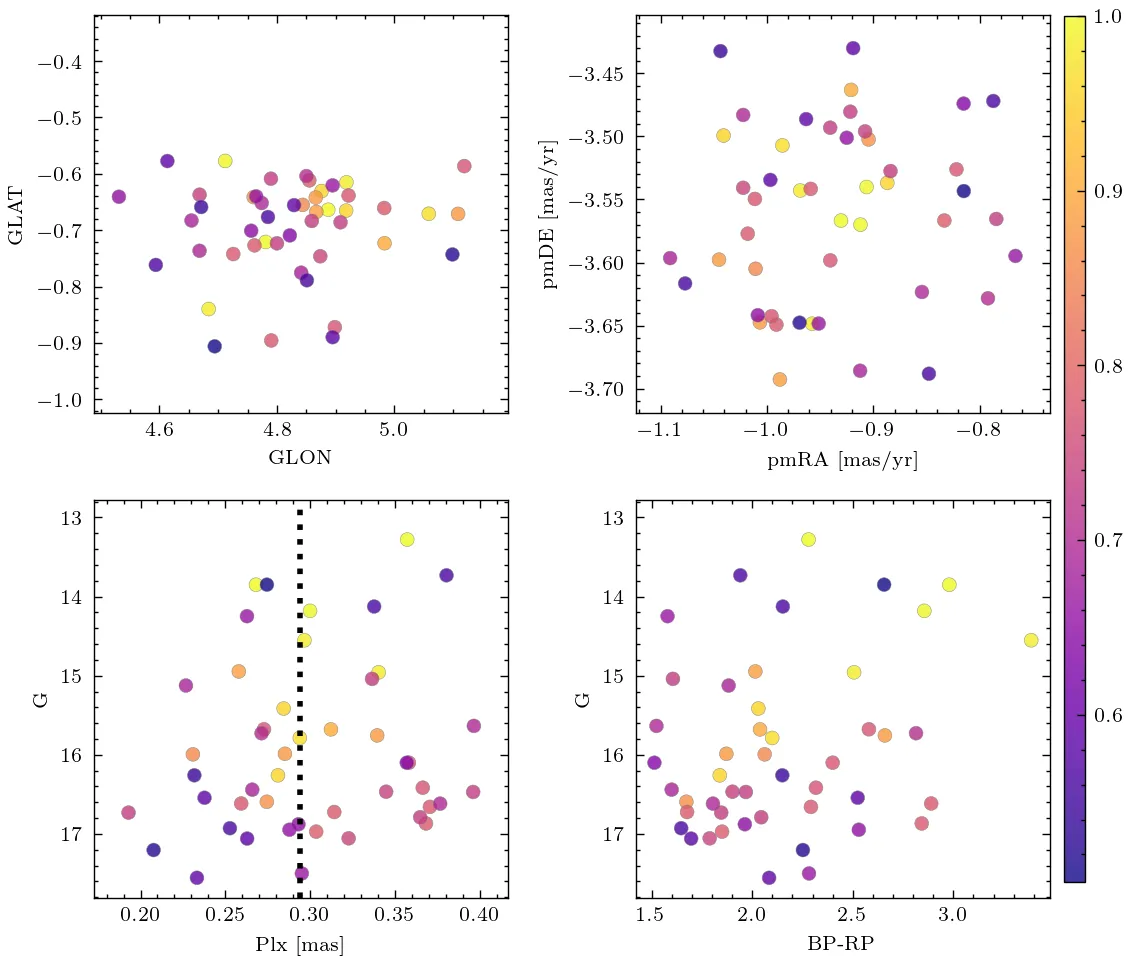 −0.4
−0.5
−0.6
−0.7
−0.8
−0.9
−1.0
GLAT
4.6 4.8 5.0
GLON
−3.45
−3.50
−3.55
−3.60
−3.65
−3.70
pmDE [mas/yr]
−1.1 −1.0 −0.9 −0.8
pmRA [mas/yr]
1.0
0.9
0.8
0.7
0.6
13
14
15
16
17
G
0.20 0.25 0.30 0.35 0.40
Plx [mas]
13
14
15
16
17
G
1.5 2.0 2.5 3.0
BP-RP